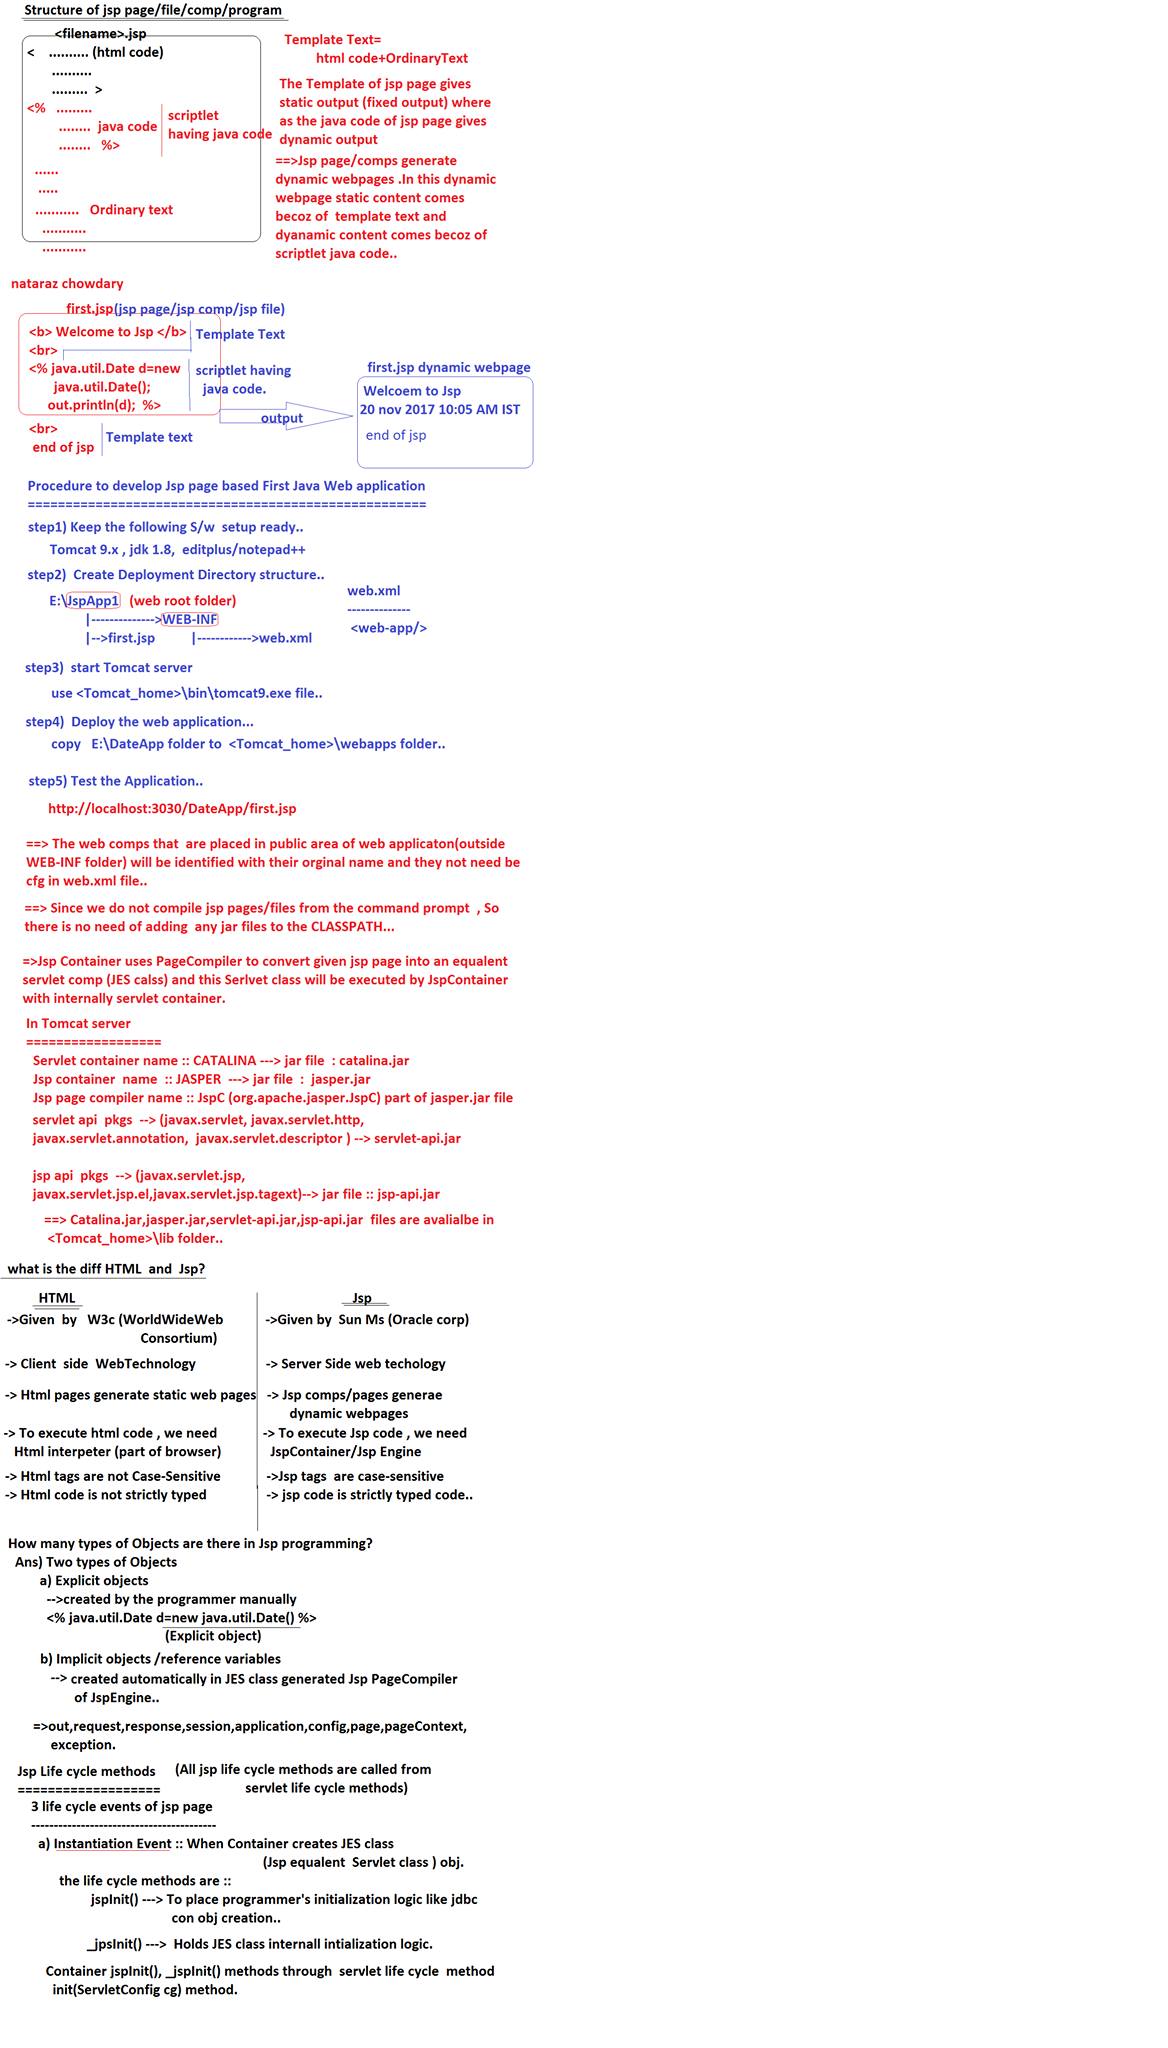 Structure of jsp page/file/comp/program
<filename>.jsp
< .......... (html code)
..........
......... >
<% .........
........ java code
........ %>
scriptlet
having java code
......
.....
........... Ordinary text
...........
...........
Template Text=
html code+OrdinaryText
The Template of jsp page gives
static output (fixed output) where
as the java code of jsp page gives
dynamic output
==>Jsp page/comps generate
dynamic webpages .In this dynamic
webpage static content comes
becoz of template text and
dyanamic content comes becoz of
scriptlet java code..
nataraz chowdary
first.jsp(jsp page/jsp comp/jsp file)
<b> Welcome to Jsp </b>
Template Text
<br>
<% java.util.Date d=new
java.util.Date();
out.println(d); %>
scriptlet having
java code.
<br>
end of jsp
Template text
output
first.jsp dynamic webpage
Welcoem to Jsp
20 nov 2017 10:05 AM IST
end of jsp
Procedure to develop Jsp page based First Java Web application
=====================================================
step1) Keep the following S/w setup ready..
Tomcat 9.x , jdk 1.8, editplus/notepad++
step2) Create Deployment Directory structure..
E:\JspApp1 (web root folder)
|-------------->WEB-INF
|-->first.jsp |------------>web.xml
web.xml
--------------
<web-app/>
step3) start Tomcat server
use <Tomcat_home>\bin\tomcat9.exe file..
step4) Deploy the web application...
copy E:\DateApp folder to <Tomcat_home>\webapps folder..
step5) Test the Application..
http://localhost:3030/DateApp/first.jsp
==> The web comps that are placed in public area of web applicaton(outside
WEB-INF folder) will be identified with their orginal name and they not need be
cfg in web.xml file..
==> Since we do not compile jsp pages/files from the command prompt , So
there is no need of adding any jar files to the CLASSPATH...
=>Jsp Container uses PageCompiler to convert given jsp page into an equalent
servlet comp (JES calss) and this Serlvet class will be executed by JspContainer
with internally servlet container.
In Tomcat server
==================
Servlet container name :: CATALINA ---> jar file : catalina.jar
Jsp container name :: JASPER ---> jar file : jasper.jar
Jsp page compiler name :: JspC (org.apache.jasper.JspC) part of jasper.jar file
servlet api pkgs --> (javax.servlet, javax.servlet.http,
javax.servlet.annotation, javax.servlet.descriptor ) --> servlet-api.jar
jsp api pkgs --> (javax.servlet.jsp,
javax.servlet.jsp.el,javax.servlet.jsp.tagext)--> jar file :: jsp-api.jar
==> Catalina.jar,jasper.jar,servlet-api.jar,jsp-api.jar files are avalialbe in
<Tomcat_home>\lib folder..
what is the diff HTML and Jsp?
HTML
->Given by W3c (WorldWideWeb
Consortium)
-> Client side WebTechnology
-> Html pages generate static web pages
-> To execute html code , we need
Html interpeter (part of browser)
-> Html tags are not Case-Sensitive
-> Html code is not strictly typed
Jsp
->Given by Sun Ms (Oracle corp)
-> Server Side web techology
-> Jsp comps/pages generae
dynamic webpages
-> To execute Jsp code , we need
JspContainer/Jsp Engine
->Jsp tags are case-sensitive
-> jsp code is strictly typed code..
How many types of Objects are there in Jsp programming?
Ans) Two types of Objects
a) Explicit objects
-->created by the programmer manually
<% java.util.Date d=new java.util.Date() %>
(Explicit object)
b) Implicit objects /reference variables
--> created automatically in JES class generated Jsp PageCompiler
of JspEngine..
=>out,request,response,session,application,config,page,pageContext,
exception.
Jsp Life cycle methods (All jsp life cycle methods are called from
=================== servlet life cycle methods)
3 life cycle events of jsp page
-----------------------------------------
a) Instantiation Event :: When Container creates JES class
(Jsp equalent Servlet class ) obj.
the life cycle methods are ::
jspInit() ---> To place programmer's initialization logic like jdbc
con obj creation..
_jpsInit() ---> Holds JES class internall intialization logic.
Container jspInit(), _jspInit() methods through servlet life cycle method
init(ServletConfig cg) method.